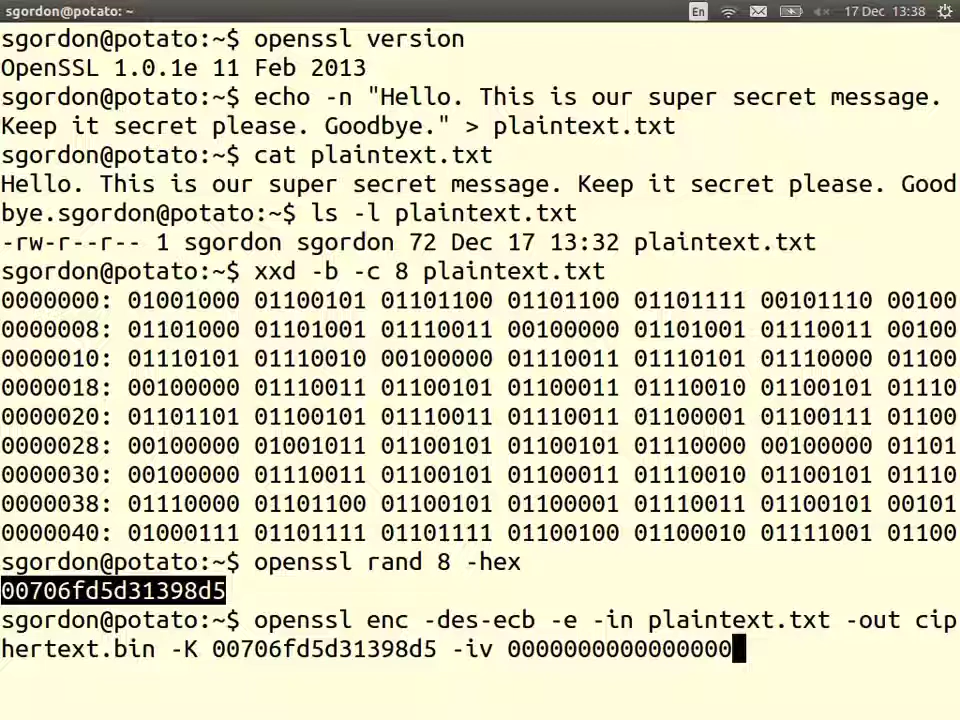 sgordon@potato: ~
En
17 Dec 13:38
sgordon@potato:~$ openssl version
OpenSSL 1.0.1e 11 Feb 2013
sgordon@potato:~$ echo -n "Hello. This is our super secret message.
Keep it secret please. Goodbye." > plaintext.txt
sgordon@potato:~$ cat plaintext.txt
Hello. This is our super secret message. Keep it secret please. Good
bye.sgordon@potato:~$ ls -l plaintext.txt
-rw-r--r-- 1 sgordon sgordon 72 Dec 17 13:32 plaintext.txt
sgordon@potato:~$ xxd -b -c 8 plaintext.txt
0000000: 01001000 01100101 01101100 01101100 01101111 00101110 00100
0000008: 01101000 01101001 01110011 00100000 01101001 01110011 00100
0000010: 01110101 01110010 00100000 01110011 01110101 01110000 01100
0000018: 00100000 01110011 01100101 01100011 01110010 01100101 01110
0000020: 01101101 01100101 01110011 01110011 01100001 01100111 01100
0000028: 00100000 01001011 01100101 01100101 01110000 00100000 01101
0000030: 00100000 01110011 01100101 01100011 01110010 01100101 01110
0000038: 01110000 01101100 01100101 01100001 01110011 01100101 00101
0000040: 01000111 01101111 01101111 01100100 01100010 01111001 01100
sgordon@potato:~$ openssl rand 8 -hex
00706fd5d31398d5
sgordon@potato:~$ openssl enc -des-ecb -e -in plaintext.txt -out cip
hertext.bin -K 00706fd5d31398d5 -iv 0000000000000000